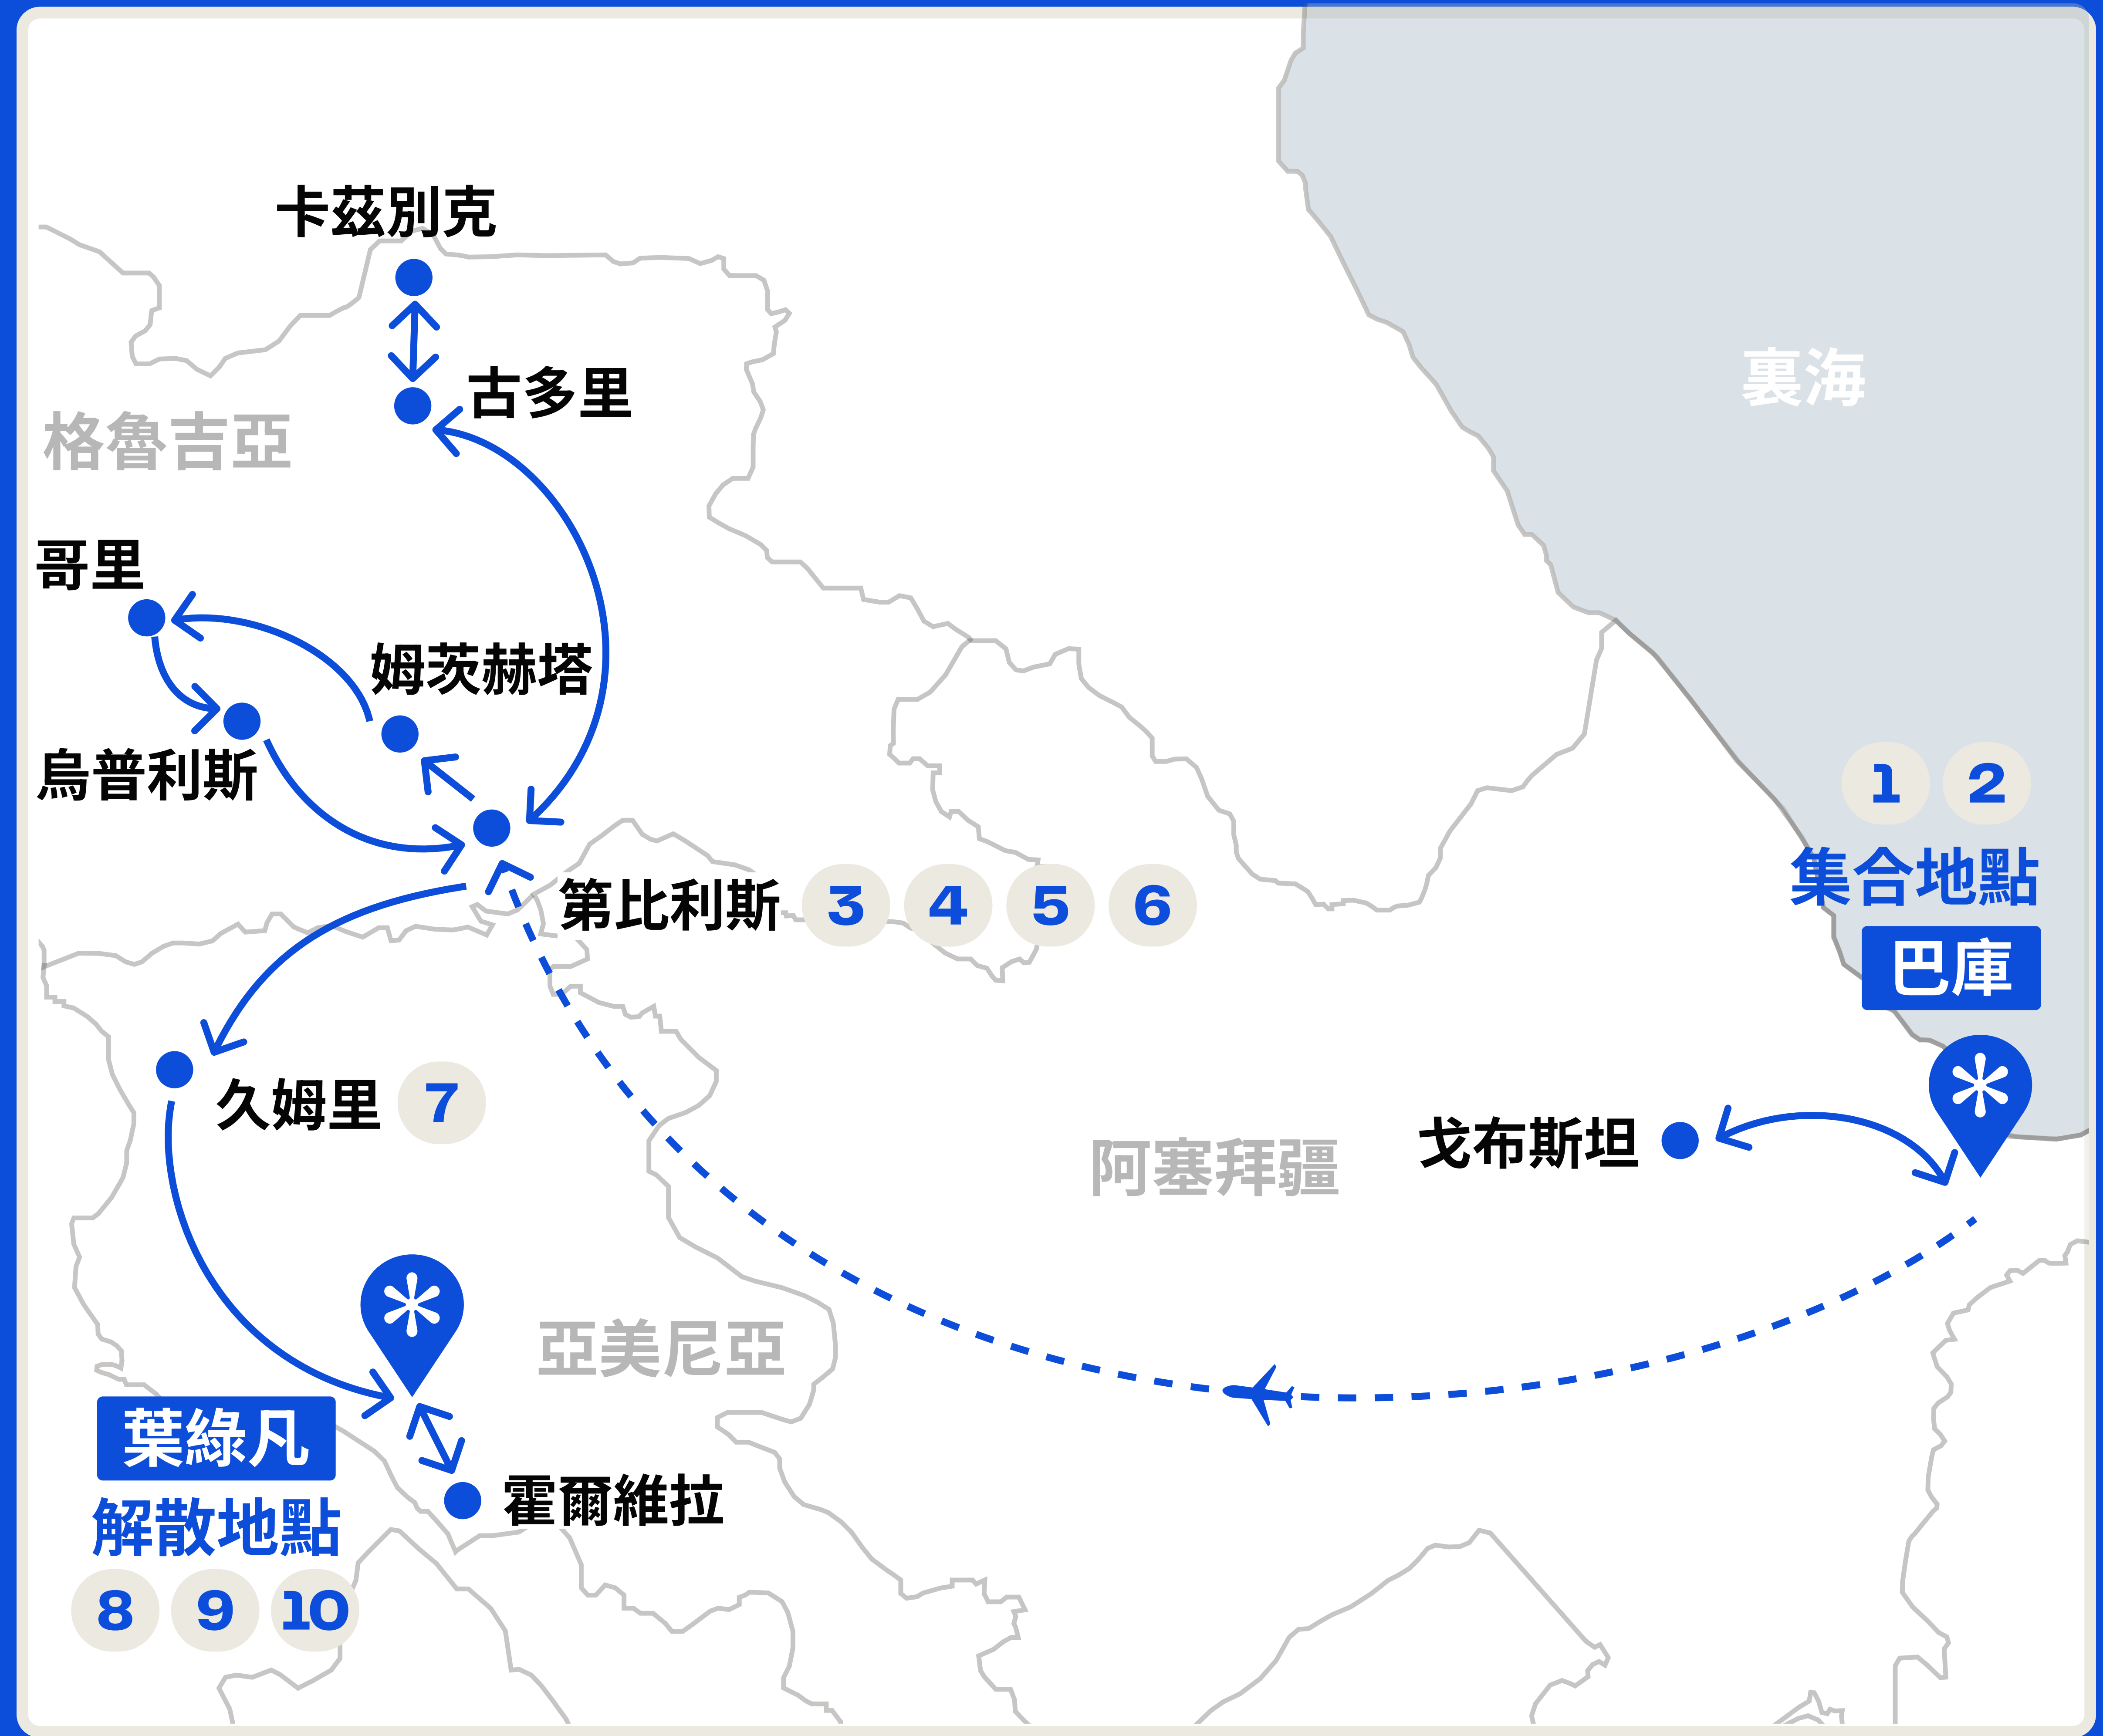 卡茲別克
古多里
裏海
格魯吉亞
哥里
姆茨赫塔
烏普利斯
1 2
集合地點
巴庫
第比利斯 3 4 5 6
久姆里 7
戈布斯坦
阿塞拜疆
亞美尼亞
葉綠凡
解散地點
8 9 10
霍爾維拉